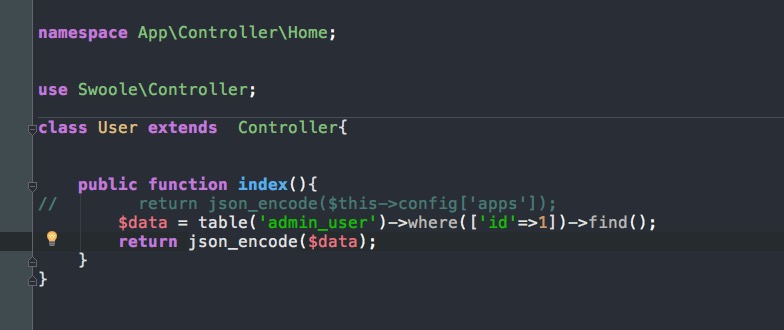 namespace App\Controller\Home;
use Swoole\Controller;
class User extends  Controller{
    public function index(){
//        return json_encode($this->config['apps']);
        $data = table('admin_user')->where(['id'=>1])->find();
        return json_encode($data);
    }
}